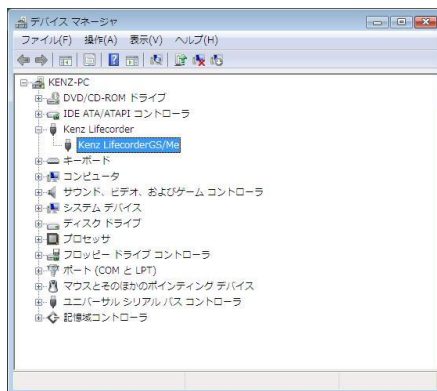 デバイス マネージャ
ファイル(F) 操作(A) 表示(V) ヘルプ(H)
KENZ-PC
DVD/CD-ROM ドライブ
IDE ATA/ATAPI コントローラ
Kenz Lifecorder
Kenz LifecorderGS/Me
キーボード
コンピュータ
サウンド、ビデオ、およびゲーム コントローラ
システム デバイス
ディスク ドライブ
プロセッサ
フロッピー ドライブ コントローラ
ポート (COM と LPT)
マウスとそのほかのポインティング デバイス
ユニバーサル シリアル バス コントローラ
記憶域コントローラ